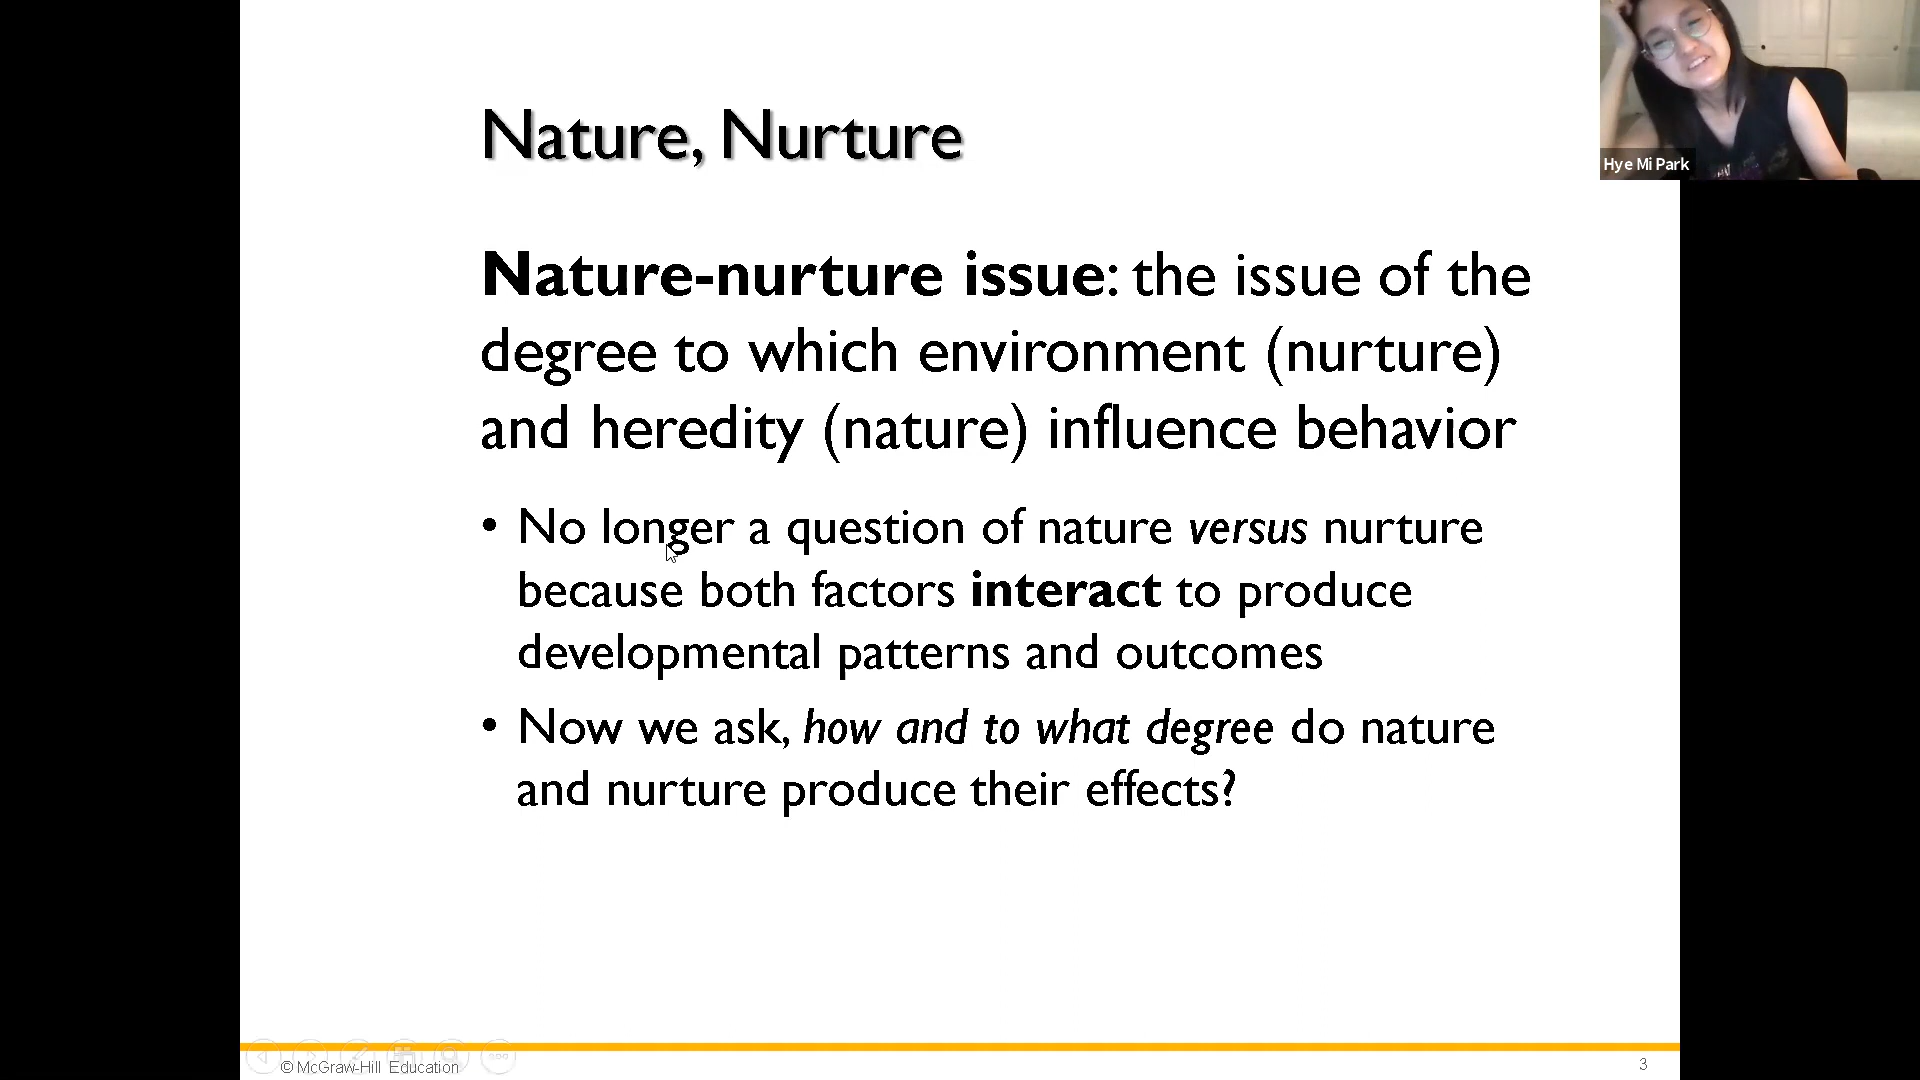 Nature, Nurture
Hye Mi Park
Nature-nurture issue: the issue of the
degree to which environment (nurture)
and heredity (nature) influence behavior
• No longer a question of nature versus nurture
because both factors interact to produce
developmental patterns and outcomes
• Now we ask, how and to what degree do nature
and nurture produce their effects?
© McGraw-Hill Education
3